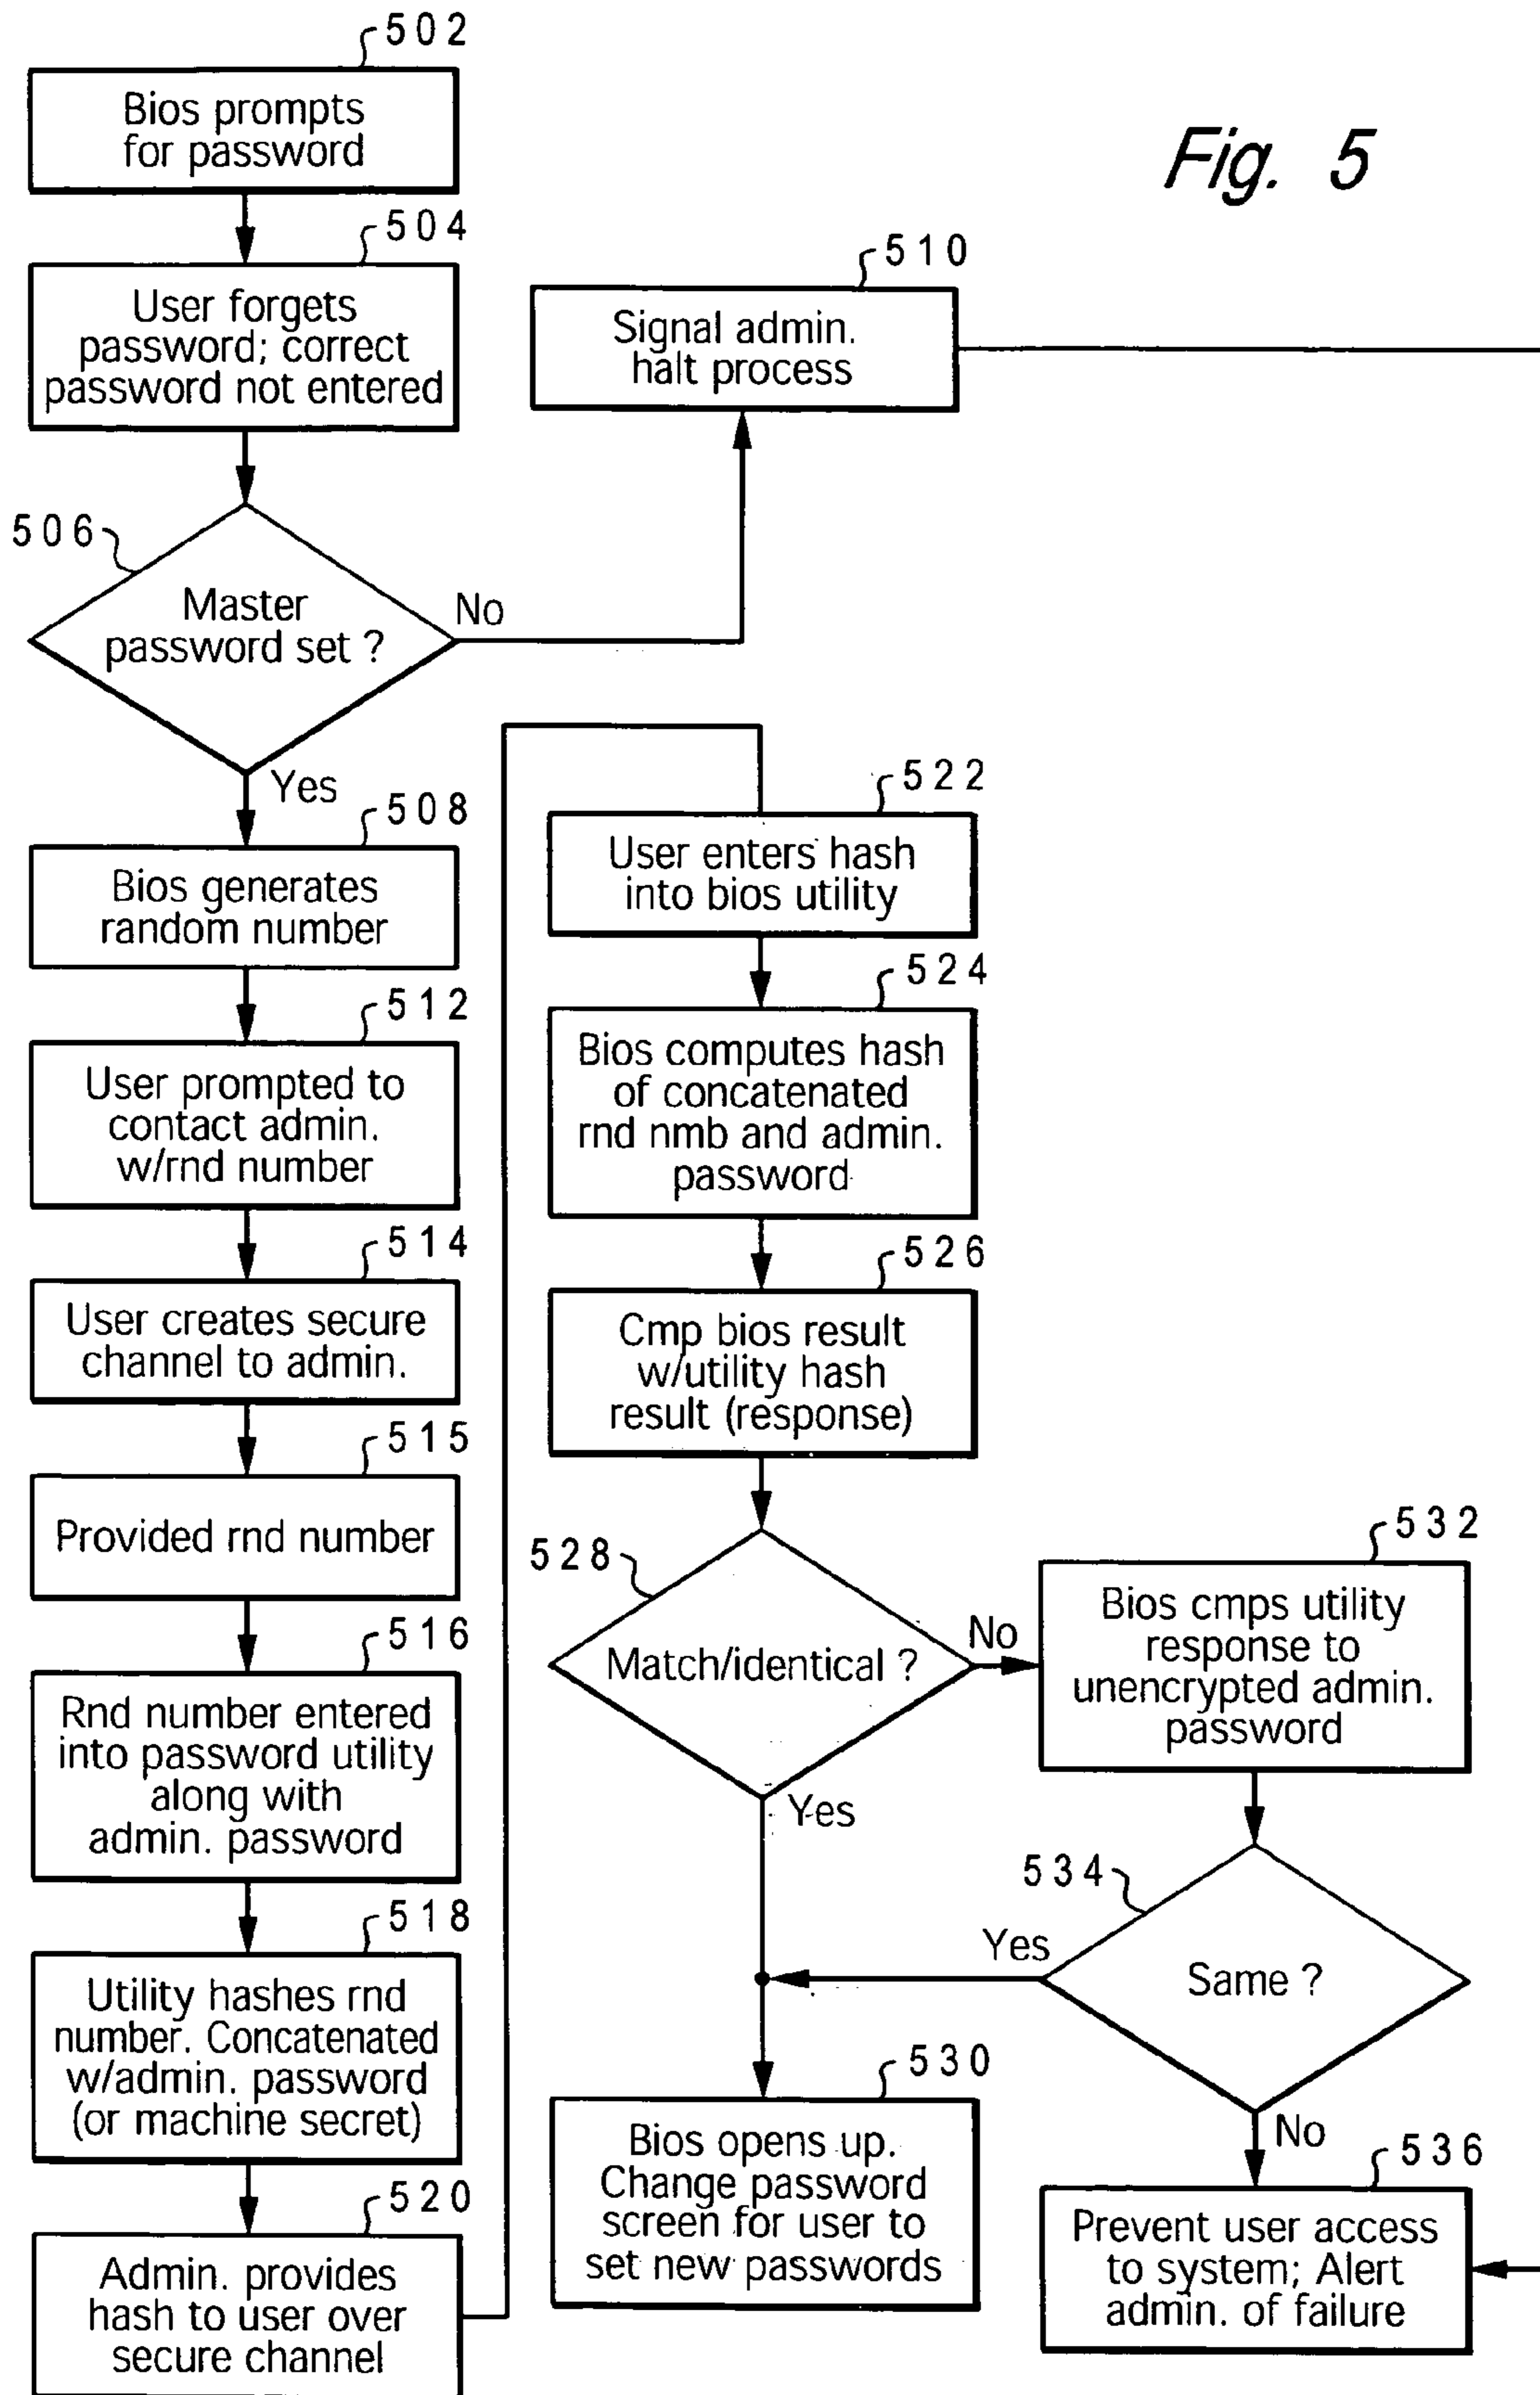 Fig. 5
502
Bios prompts
for password
504
User forgets
password; correct
password not entered
506
Master
password set ?
No
Yes
510
Signal admin.
halt process
508
Bios generates
random number
512
User prompted to
contact admin.
w/rnd number
514
User creates secure
channel to admin.
515
Provided rnd number
516
Rnd number entered
into password utility
along with
admin. password
518
Utility hashes rnd
number. Concatenated
w/admin. password
(or machine secret)
520
Admin. provides
hash to user over
secure channel
522
User enters hash
into bios utility
524
Bios computes hash
of concatenated
rnd nmb and admin.
password
526
Cmp bios result
w/utility hash
result (response)
528
Match/identical ?
No
Yes
532
Bios cmps utility
response to
unencrypted admin.
password
534
Same ?
Yes
No
530
Bios opens up.
Change password
screen for user to
set new passwords
536
Prevent user access
to system; Alert
admin. of failure